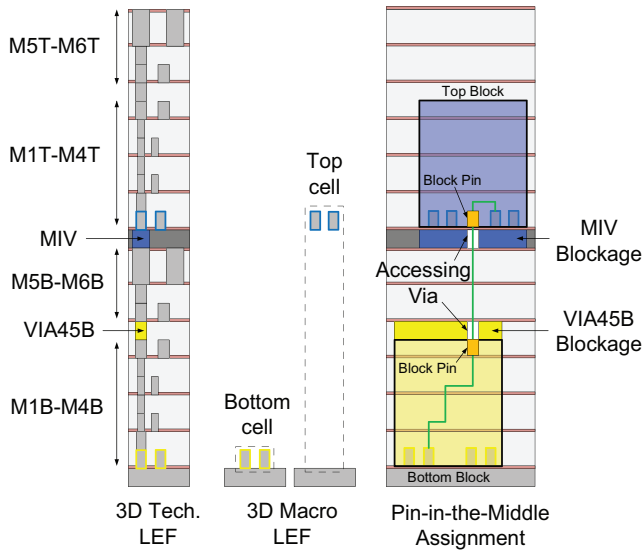 M5T-M6T
M1T-M4T
MIV
M5B-M6B
VIA45B
M1B-M4B
3D Tech.
LEF
Top
cell
Bottom
cell
3D Macro
LEF
Top Block
Block Pin
Accessing
Via
MIV
Blockage
VIA45B
Blockage
Block Pin
Bottom Block
Pin-in-the-Middle
Assignment